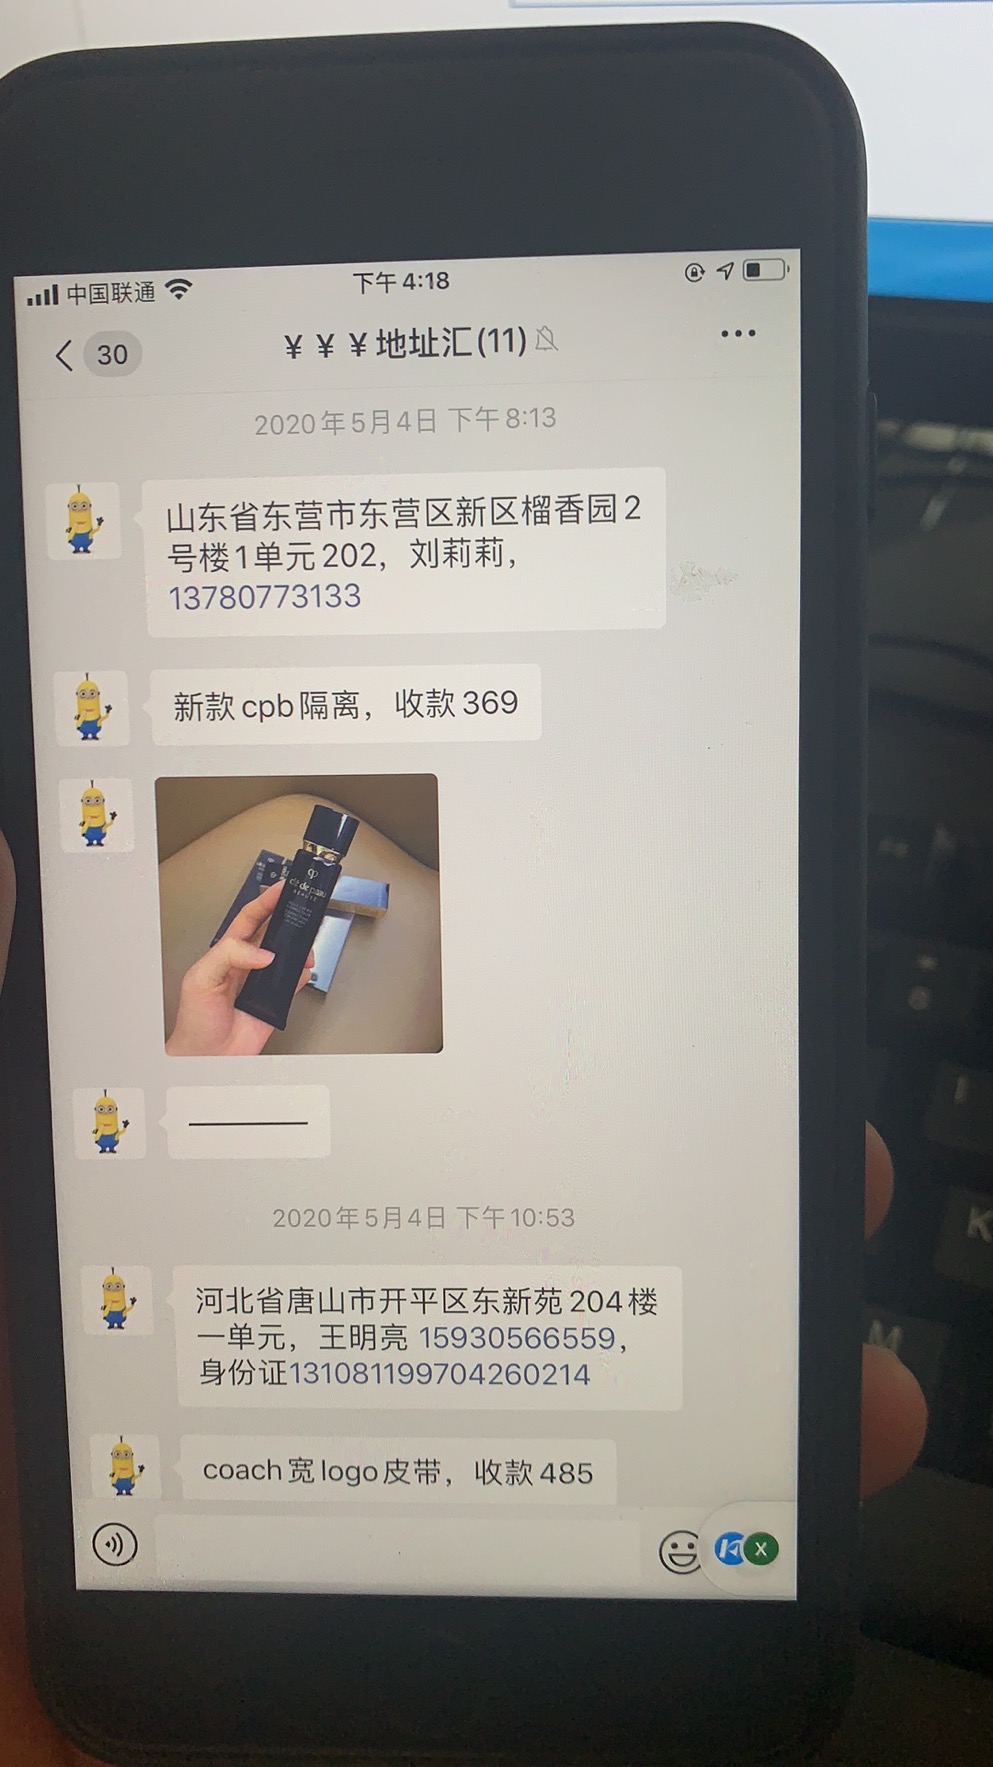 中国联通
下午4:18
30
￥￥￥地址汇(11)
2020年5月4日 下午8:13
山东省东营市东营区新区榴香园2
号楼1单元202，刘莉莉，
13780773133
新款cpb隔离，收款369
clé de peau
BEAUTÉ
2020年5月4日 下午10:53
河北省唐山市开平区东新苑204楼
一单元，王明亮 15930566559，
身份证131081199704260214
coach宽logo皮带，收款485
X
K
M